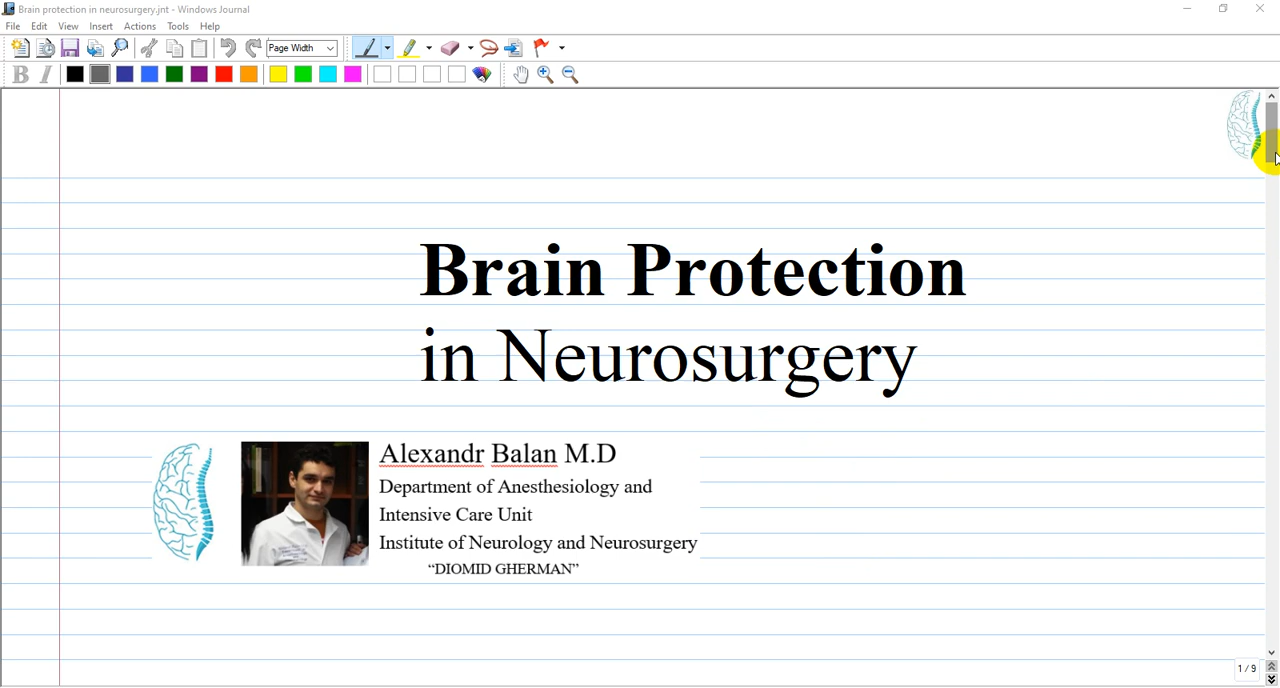 Brain protection in neurosurgery.jnt - Windows Journal
File Edit View Insert Actions Tools Help
Page Width
B I
Brain Protection
in Neurosurgery
Alexandr Balan M.D
Department of Anesthesiology and
Intensive Care Unit
Institute of Neurology and Neurosurgery
“DIOMID GHERMAN”
1 / 9